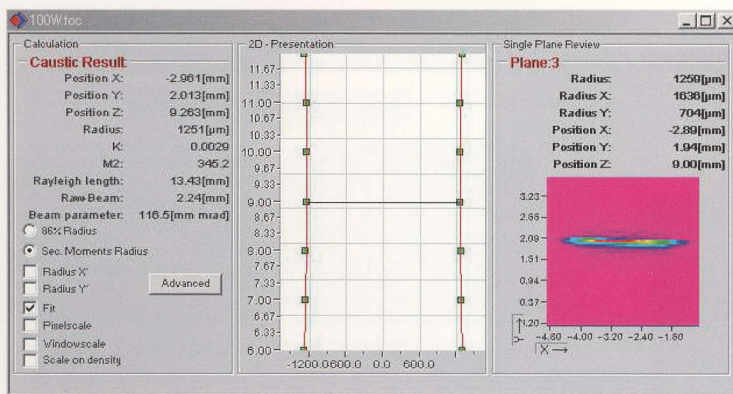 100W.foc
Calculation
Caustic Result
Position X: -2.961[mm]
Position Y: 2.013[mm]
Position Z: 9.263[mm]
Radius: 1251[µm]
K: 0.0029
M2: 345.2
Rayleigh length: 13.43[mm]
Raw-Beam: 2.24[mm]
Beam parameter: 116.5[mm mrad]
86% Radius
Sec. Moments Radius
Radius X'
Radius Y'
Advanced
Fit
Pixelscale
Windowscale
Scale on density
2D - Presentation
11.67
11.33
11.00
10.67
10.33
10.00
9.67
9.33
9.00
8.67
8.33
8.00
7.67
7.33
7.00
6.67
6.33
6.00
-1200.0 600.0 0.0 600.0
Single Plane Review
Plane:3
Radius: 1259[µm]
Radius X: 1636[µm]
Radius Y: 704[µm]
Position X: -2.89[mm]
Position Y: 1.94[mm]
Position Z: 9.00[mm]
3.23
2.66
2.09
1.51
0.94
0.37
1.20
Y
X
-4.80 -4.00 -3.20 -2.40 -1.60